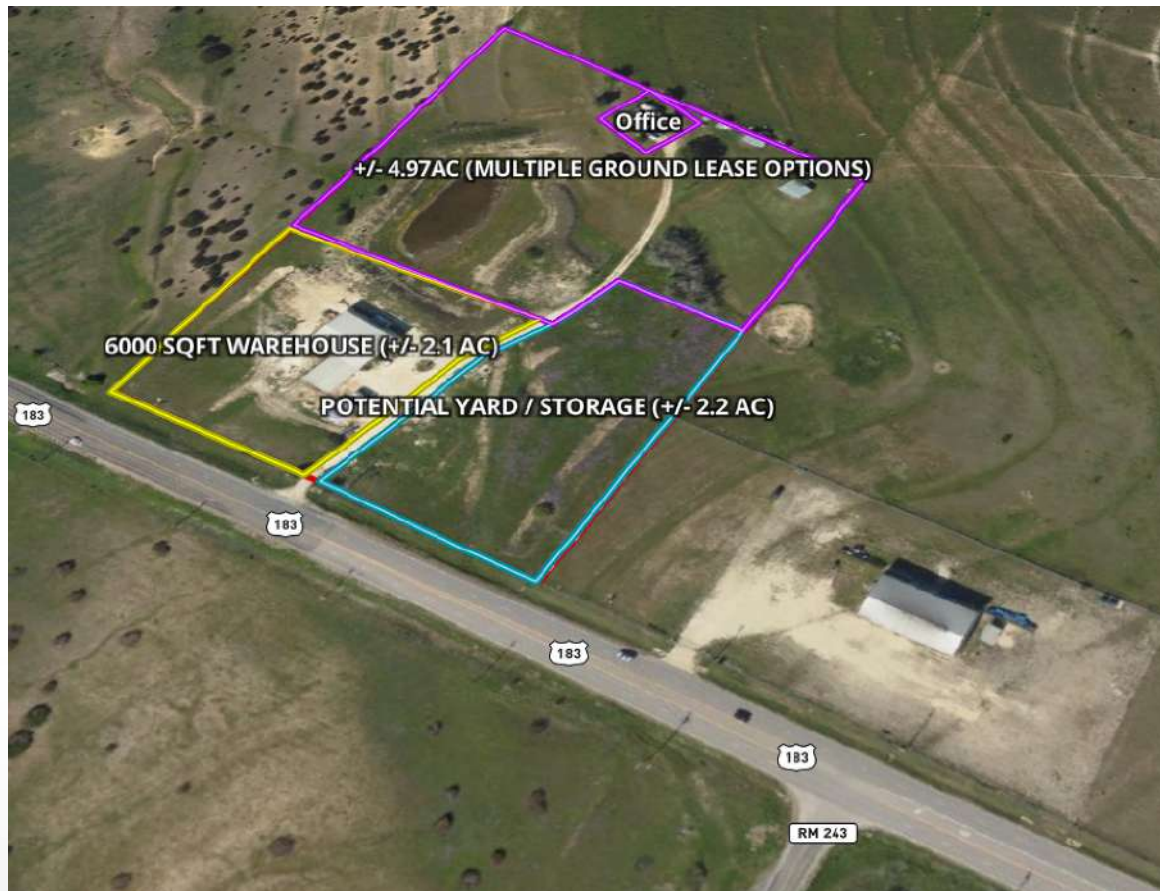 Office
+/- 4.97AC (MULTIPLE GROUND LEASE OPTIONS)
6000 SQFT WAREHOUSE (+/- 2.1 AC)
POTENTIAL YARD / STORAGE (+/- 2.2 AC)
183
183
183
183
RM 243